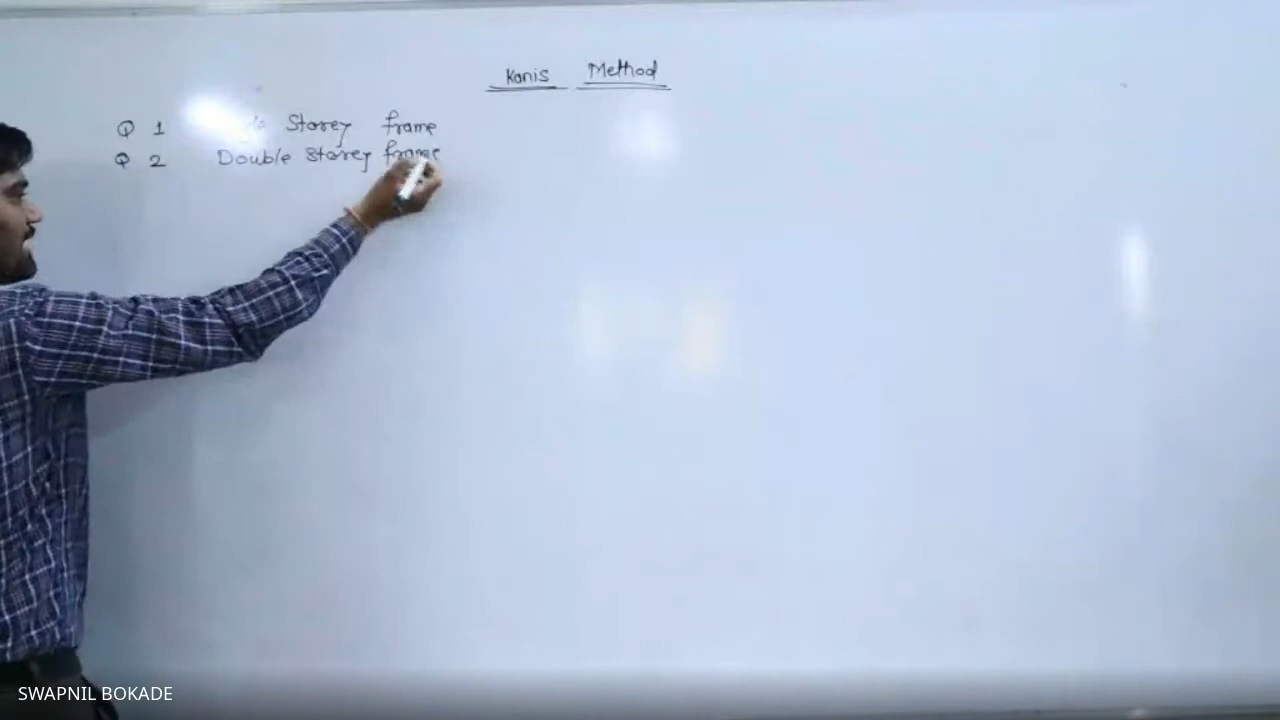 Kanis Method
Q 1 Storey frame
Q 2 Double Storey frame
SWAPNIL BOKADE